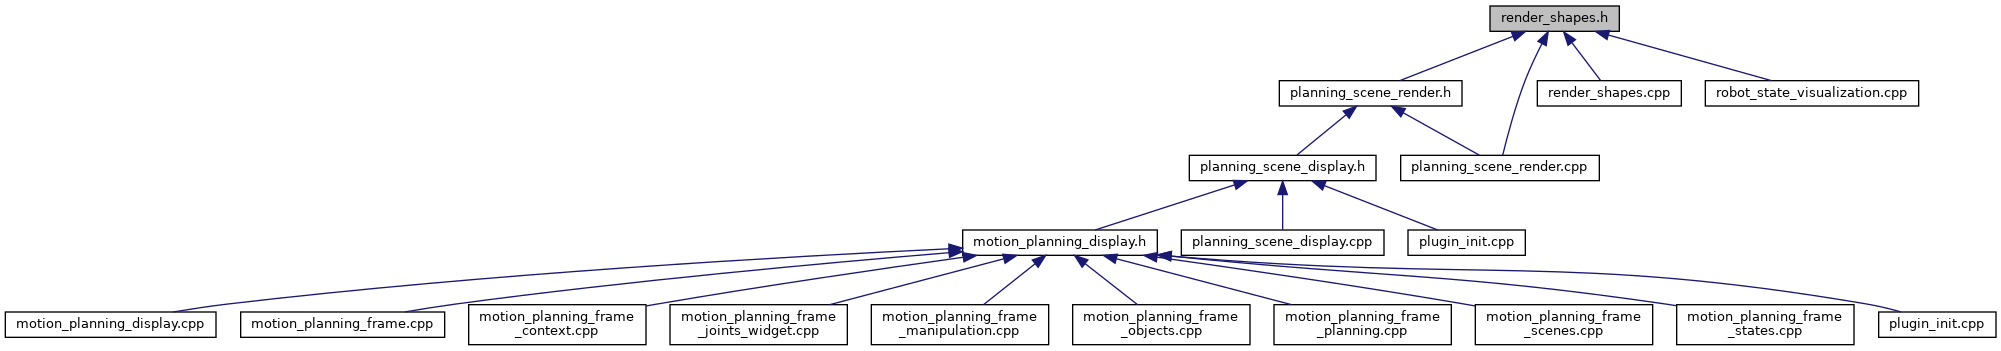 render_shapes.h
planning_scene_render.h
render_shapes.cpp
robot_state_visualization.cpp
planning_scene_display.h
planning_scene_render.cpp
motion_planning_display.h
planning_scene_display.cpp
plugin_init.cpp
motion_planning_display.cpp
motion_planning_frame.cpp
motion_planning_frame
_context.cpp
motion_planning_frame
_joints_widget.cpp
motion_planning_frame
_manipulation.cpp
motion_planning_frame
_objects.cpp
motion_planning_frame
_planning.cpp
motion_planning_frame
_scenes.cpp
motion_planning_frame
_states.cpp
plugin_init.cpp